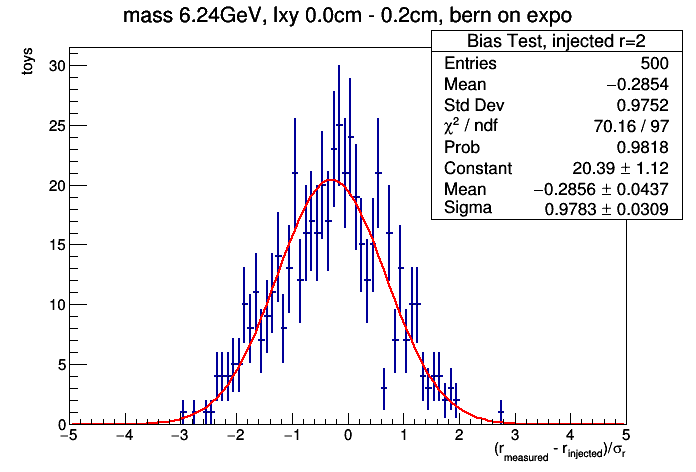 mass 6.24GeV, lxy 0.0cm - 0.2cm, bern on expo
Bias Test, injected r=2
Entries 500
Mean −0.2854
Std Dev 0.9752
χ² / ndf 70.16 / 97
Prob 0.9818
Constant 20.39 ± 1.12
Mean −0.2856 ± 0.0437
Sigma 0.9783 ± 0.0309
toys
30
25
20
15
10
5
0
−5 −4 −3 −2 −1 0 1 2 3 4 5
(r_measured - r_injected)/σ_r